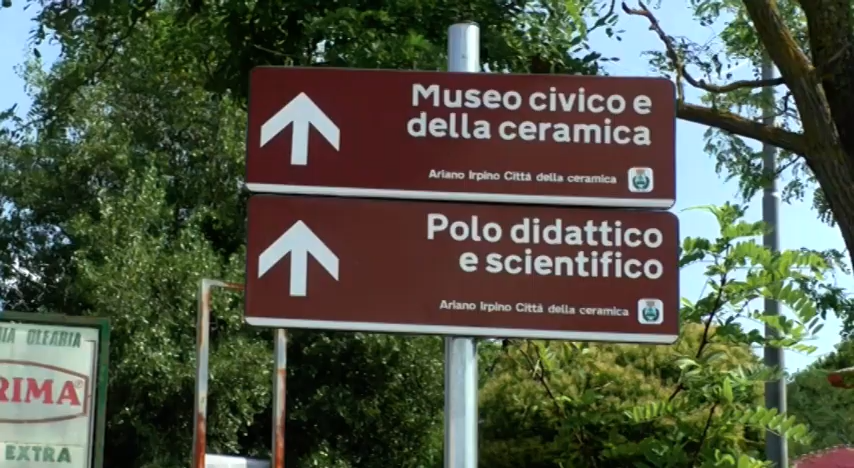 Museo civico e
della ceramica
Ariano Irpino Città della ceramica
Polo didattico
e scientifico
Ariano Irpino Città della ceramica
OLEARIA
RIMA
EXTRA